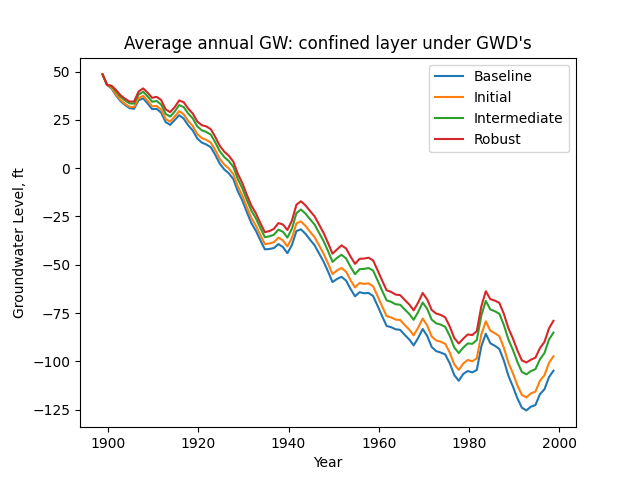 Average annual GW: confined layer under GWD's
Groundwater Level, ft
50
25
0
−25
−50
−75
−100
−125
Baseline
Initial
Intermediate
Robust
1900 1920 1940 1960 1980 2000
Year